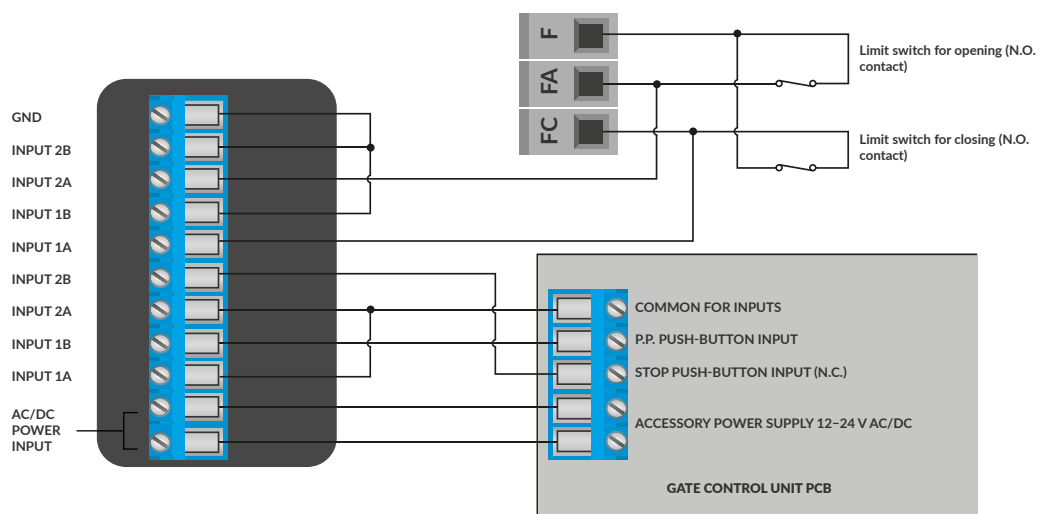 F
FA
FC
Limit switch for opening (N.O.
contact)
Limit switch for closing (N.O.
contact)
GND
INPUT 2B
INPUT 2A
INPUT 1B
INPUT 1A
INPUT 2B
INPUT 2A
INPUT 1B
INPUT 1A
AC/DC
POWER
INPUT
COMMON FOR INPUTS
P.P. PUSH-BUTTON INPUT
STOP PUSH-BUTTON INPUT (N.C.)
ACCESSORY POWER SUPPLY 12–24 V AC/DC
GATE CONTROL UNIT PCB